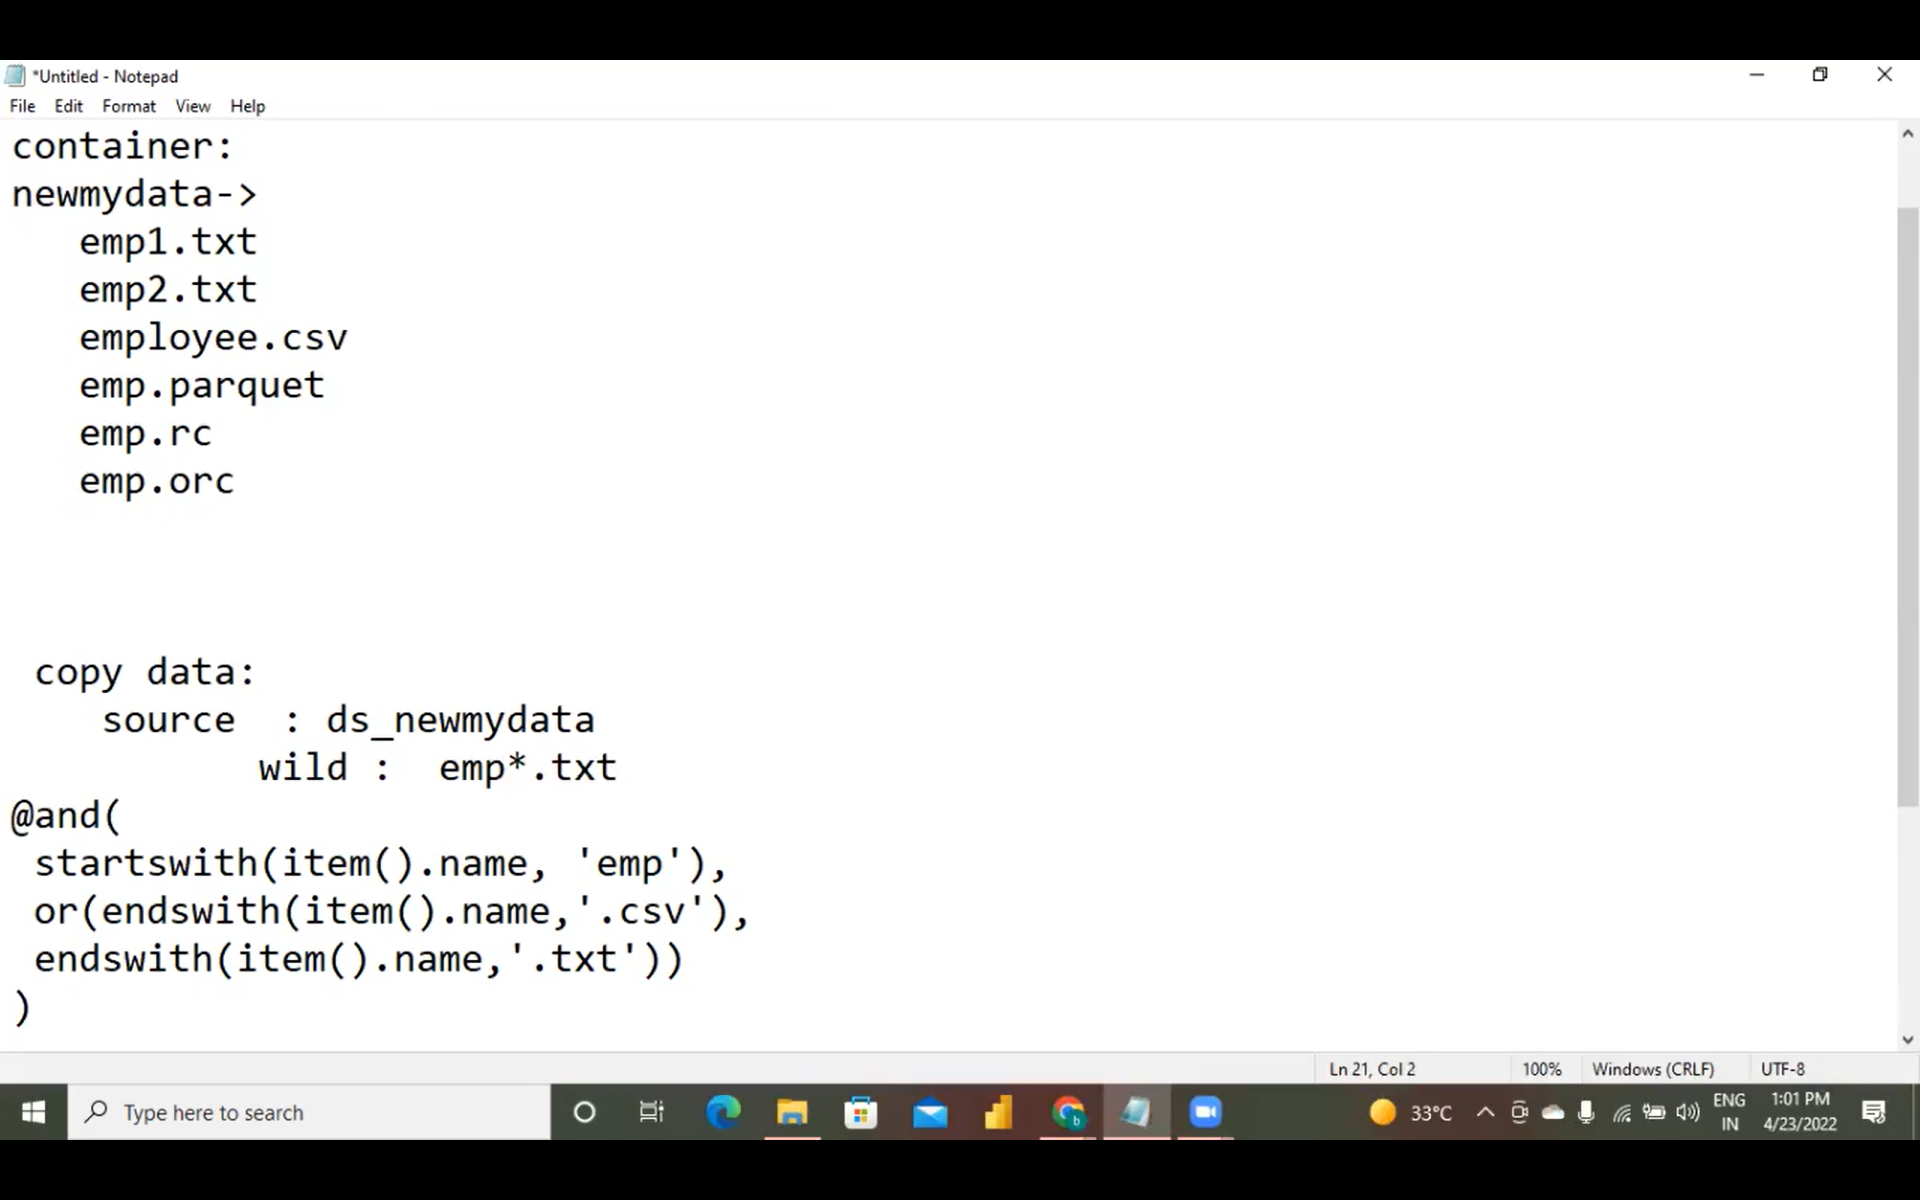 *Untitled - Notepad
File Edit Format View Help
container:
newmydata->
emp1.txt
emp2.txt
employee.csv
emp.parquet
emp.rc
emp.orc
copy data:
source : ds_newmydata
wild : emp*.txt
@and(
startswith(item().name, 'emp'),
or(endswith(item().name,'.csv'),
endswith(item().name,'.txt'))
)
Ln 21, Col 2 100% Windows (CRLF) UTF-8
Type here to search
33°C
ENG
IN
1:01 PM
4/23/2022